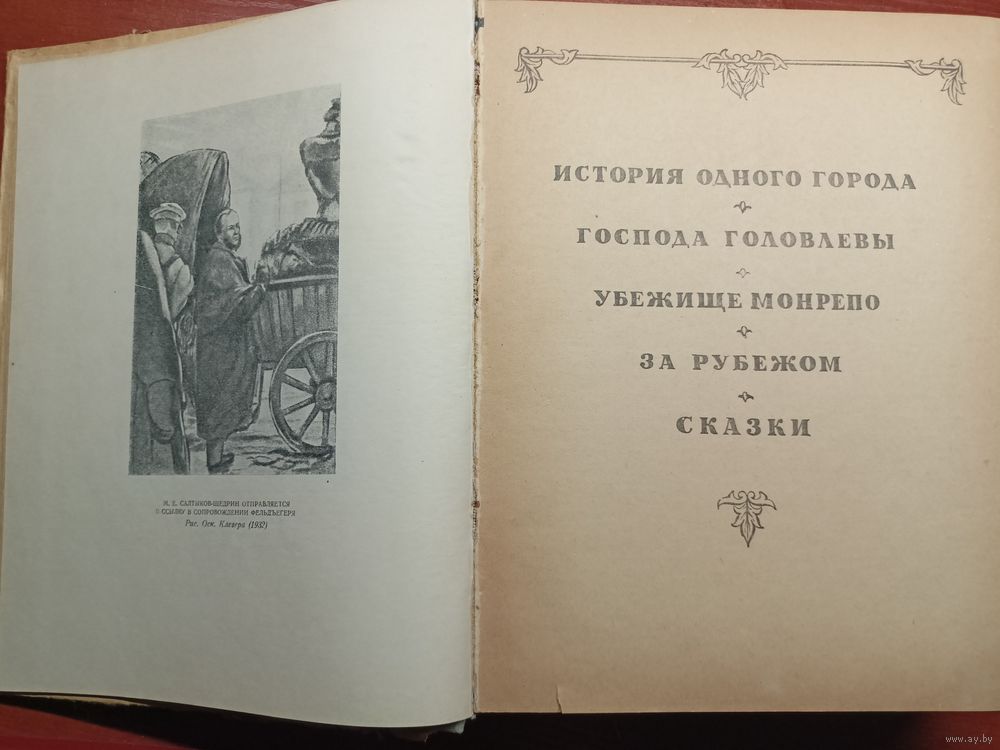 М. Е. САЛТЫКОВ-ЩЕДРИН ОТПРАВЛЯЕТСЯ
В ССЫЛКУ В СОПРОВОЖДЕНИИ ФЕЛЬДЪЕГЕРЯ
Рис. Оск. Клевера (1932)
ИСТОРИЯ ОДНОГО ГОРОДА
ГОСПОДА ГОЛОВЛЕВЫ
УБЕЖИЩЕ МОНРЕПО
ЗА РУБЕЖОМ
СКАЗКИ
www.ay.by